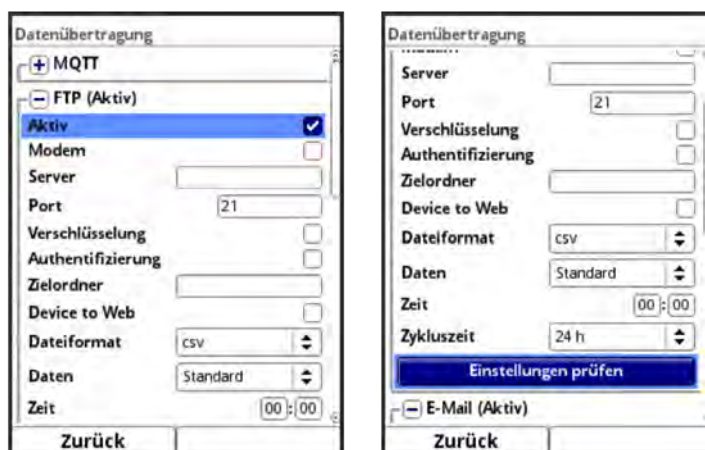 Datenübertragung
MQTT
FTP (Aktiv)
Aktiv
Modem
Server
Port 21
Verschlüsselung
Authentifizierung
Zielordner
Device to Web
Dateiformat csv
Daten Standard
Zeit 00:00
Zurück
Datenübertragung
Modem
Server
Port 21
Verschlüsselung
Authentifizierung
Zielordner
Device to Web
Dateiformat csv
Daten Standard
Zeit 00:00
Zykluszeit 24 h
Einstellungen prüfen
E-Mail (Aktiv)
Zurück